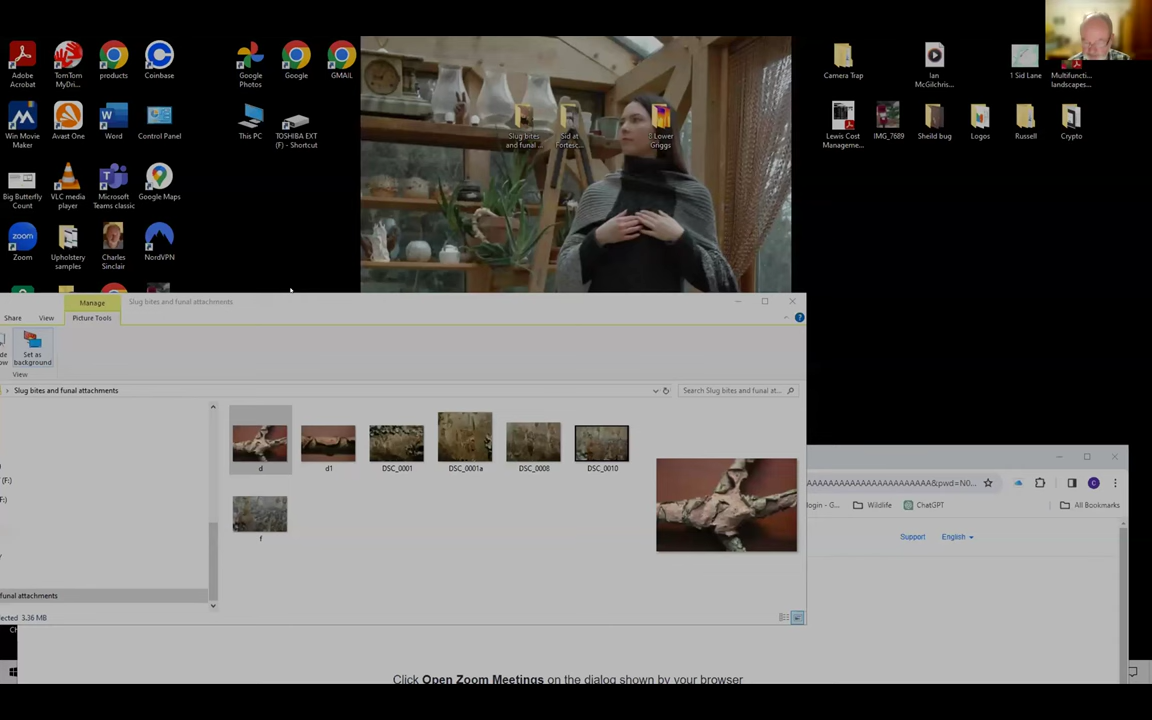 Adobe
Acrobat
TomTom
MyDri...
products
Coinbase
Google
Photos
Google
GMAIL
Camera Trap
Ian
McGilchris...
1 Sid Lane
Multifuncti...
landscapes...
Win Movie
Maker
Avast One
Word
Control Panel
This PC
TOSHIBA EXT
(F) - Shortcut
Slug bites
and funal ...
Sid at
Fortesc...
Lower
Griggs
Lewis Cost
Manageme...
IMG_7689
Sheild bug
Logos
Russell
Crypto
Big Butterfly
Count
VLC media
player
Microsoft
Teams classic
Google Maps
zoom
Zoom
Upholstery
samples
Charles
Sinclair
NordVPN
Manage
Slug bites and funal attachments
Share
View
Picture Tools
Set as
background
View
Slug bites and funal attachments
Search Slug bites and funal at...
d
d1
DSC_0001
DSC_0001a
DSC_0008
DSC_0010
f
(F:)
funal attachments
ected 3.36 MB
AAAAAAAAAAAAAAAAAAAAAAA&pwd=N0...
ogin - G...
Wildlife
ChatGPT
All Bookmarks
Support
English
Click Open Zoom Meetings on the dialog shown by your browser